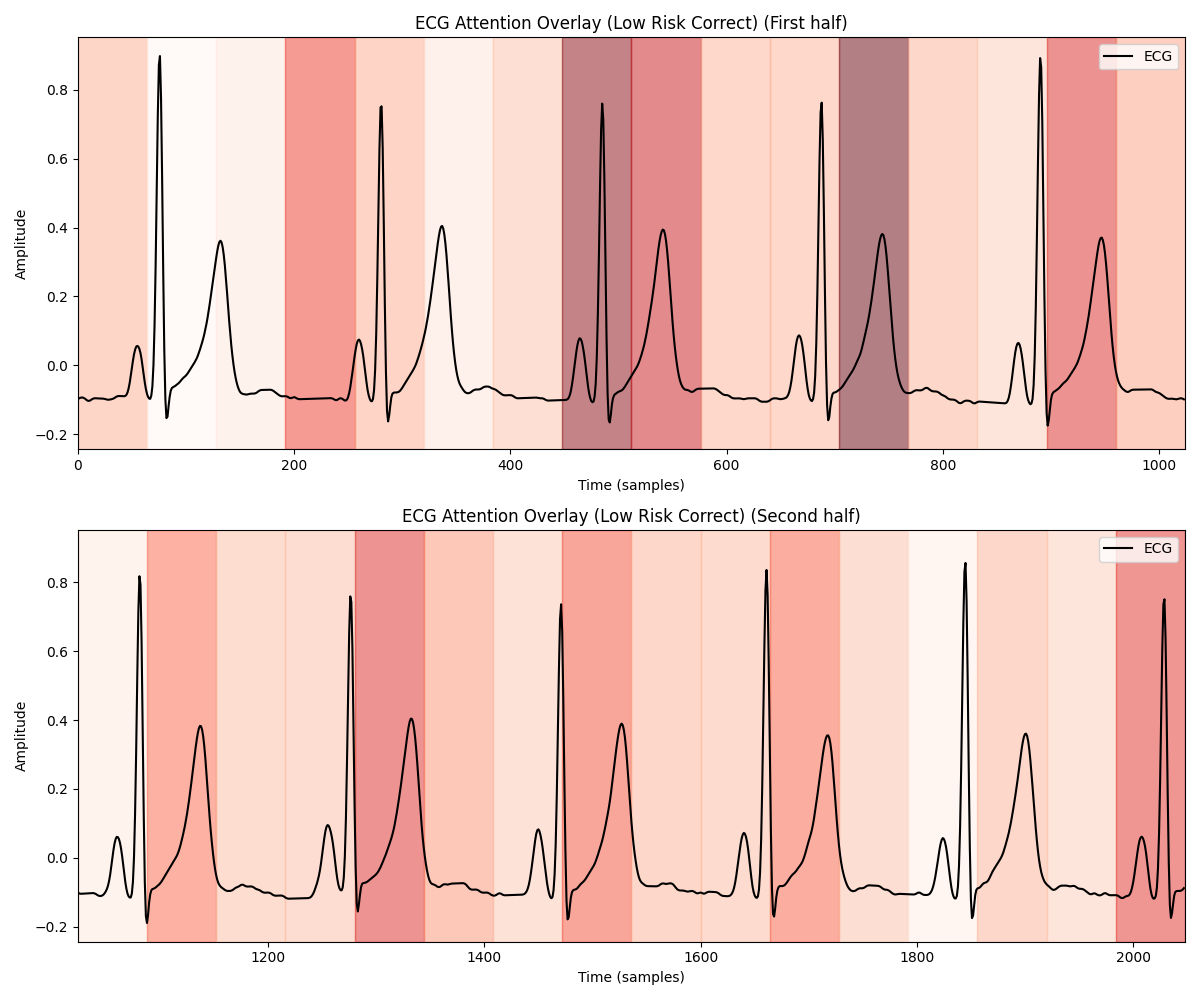 ECG Attention Overlay (Low Risk Correct) (First half)
ECG
Amplitude
0.8
0.6
0.4
0.2
0.0
−0.2
0 200 400 600 800 1000
Time (samples)
ECG Attention Overlay (Low Risk Correct) (Second half)
ECG
Amplitude
0.8
0.6
0.4
0.2
0.0
−0.2
1200 1400 1600 1800 2000
Time (samples)